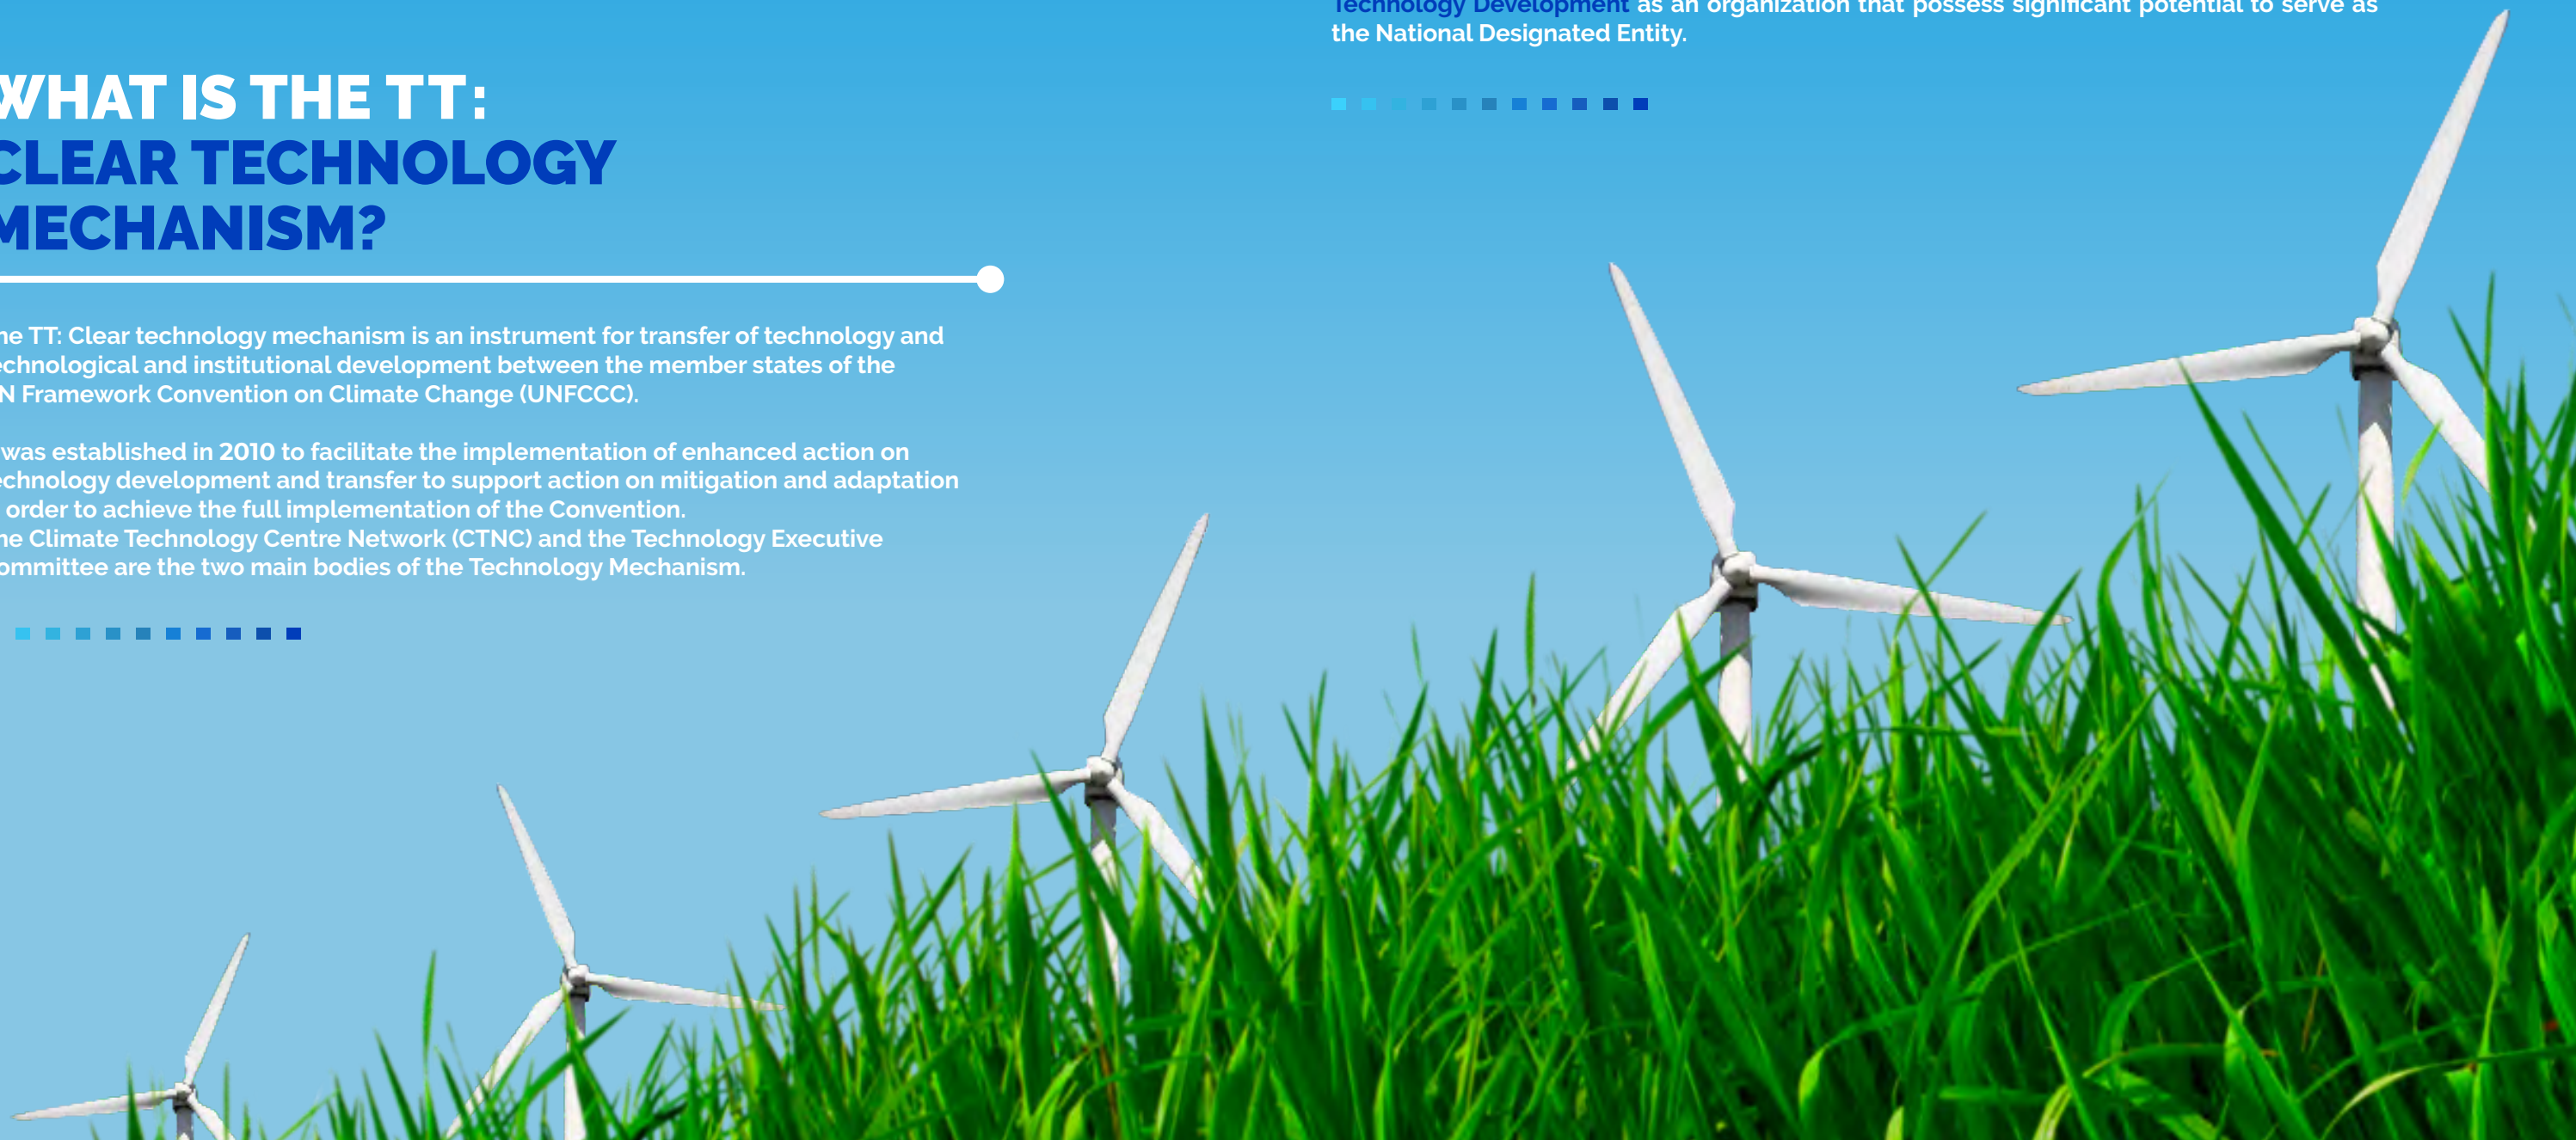 WHAT IS THE TT:
CLEAR TECHNOLOGY
MECHANISM?
he TT: Clear technology mechanism is an instrument for transfer of technology and
echnological and institutional development between the member states of the
N Framework Convention on Climate Change (UNFCCC).
was established in 2010 to facilitate the implementation of enhanced action on
echnology development and transfer to support action on mitigation and adaptation
order to achieve the full implementation of the Convention.
he Climate Technology Centre Network (CTNC) and the Technology Executive
ommittee are the two main bodies of the Technology Mechanism.
Technology Development as an organization that possess significant potential to serve as
the National Designated Entity.